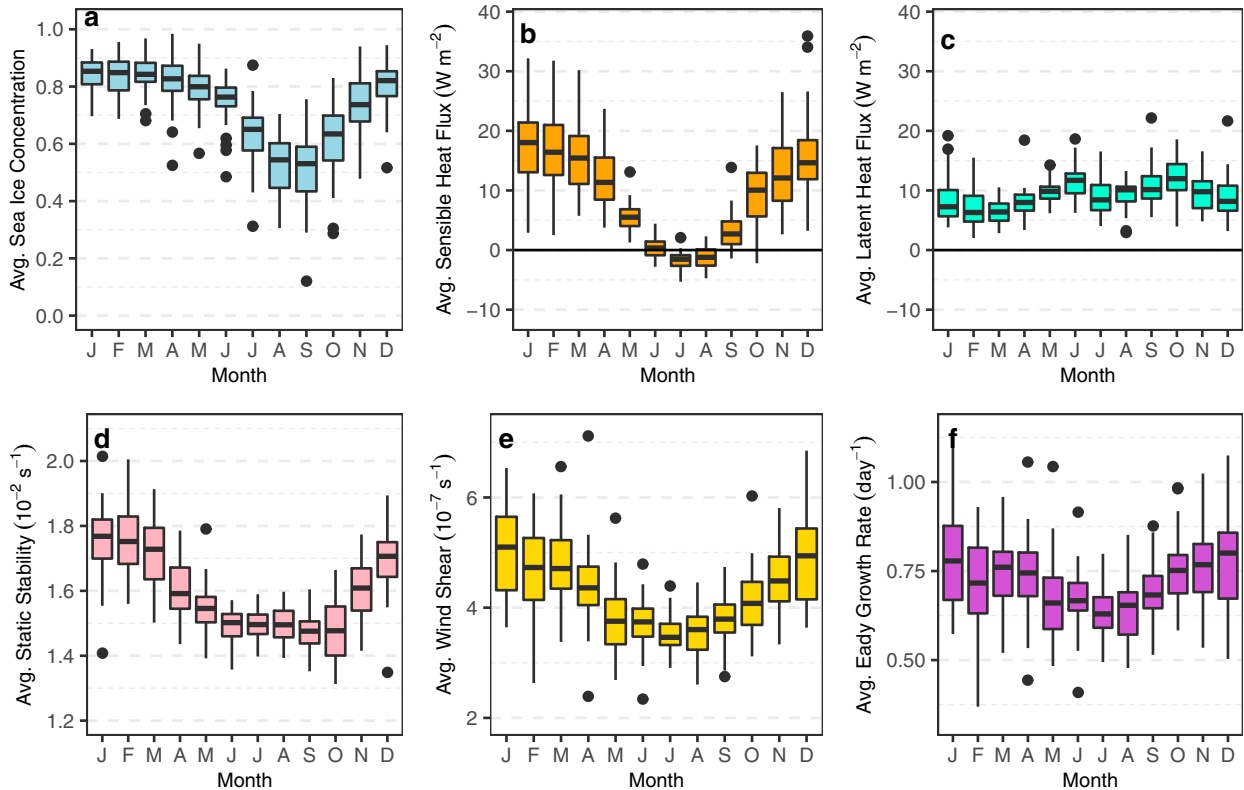 a
Avg. Sea Ice Concentration
1.0
0.8
0.6
0.4
0.2
0.0
J F M A M J J A S O N D
Month
b
Avg. Sensible Heat Flux (W m⁻²)
40
30
20
10
0
−10
J F M A M J J A S O N D
Month
c
Avg. Latent Heat Flux (W m⁻²)
40
30
20
10
0
−10
J F M A M J J A S O N D
Month
d
Avg. Static Stability (10⁻² s⁻¹)
2.0
1.8
1.6
1.4
1.2
J F M A M J J A S O N D
Month
e
Avg. Wind Shear (10⁻⁷ s⁻¹)
6
4
2
J F M A M J J A S O N D
Month
f
Avg. Eady Growth Rate (day⁻¹)
1.00
0.75
0.50
J F M A M J J A S O N D
Month